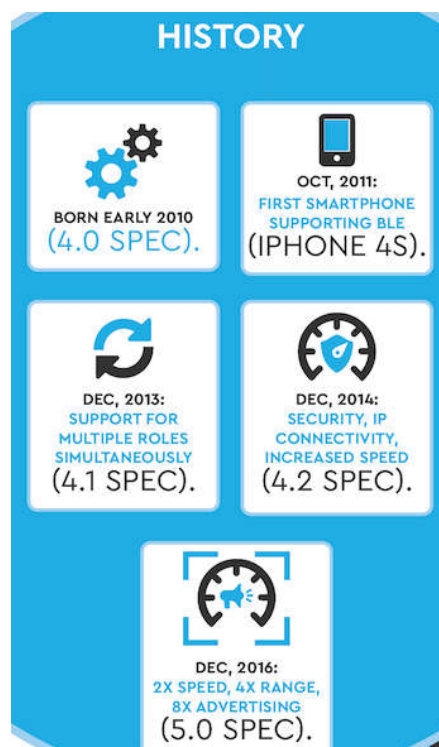 HISTORY
BORN EARLY 2010
(4.0 SPEC).
OCT, 2011:
FIRST SMARTPHONE
SUPPORTING BLE
(IPHONE 4S).
DEC, 2013:
SUPPORT FOR
MULTIPLE ROLES
SIMULTANEOUSLY
(4.1 SPEC).
DEC, 2014:
SECURITY, IP
CONNECTIVITY,
INCREASED SPEED
(4.2 SPEC).
DEC, 2016:
2X SPEED, 4X RANGE,
8X ADVERTISING
(5.0 SPEC).